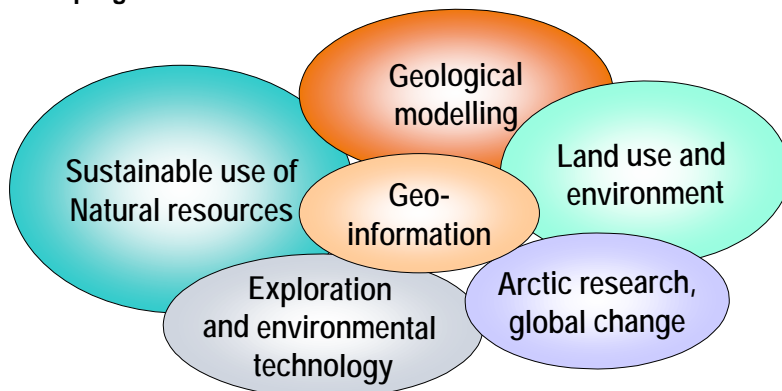 Geological
modelling
Sustainable use of
Natural resources
Land use and
environment
Geo-
information
Exploration
and environmental
technology
Arctic research,
global change